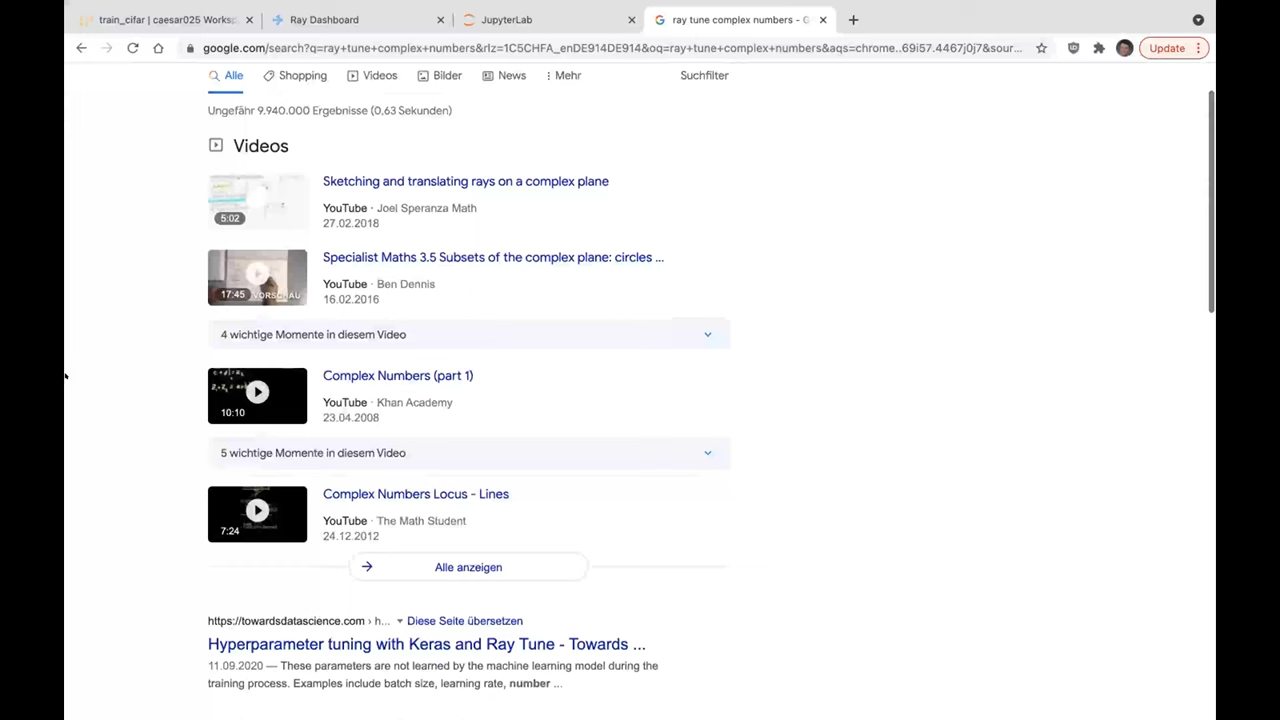 train_cifar | caesar025 Worksp
Ray Dashboard
JupyterLab
ray tune complex numbers - G
google.com/search?q=ray+tune+complex+numbers&rlz=1C5CHFA_enDE914DE914&oq=ray+tune+complex+numbers&aqs=chrome..69i57.4467j0j7&sour...
Update
Alle
Shopping
Videos
Bilder
News
Mehr
Suchfilter
Ungefähr 9.940.000 Ergebnisse (0,63 Sekunden)
Videos
Sketching and translating rays on a complex plane
5:02
YouTube · Joel Speranza Math
27.02.2018
Specialist Maths 3.5 Subsets of the complex plane: circles ...
17:45
VORSCHAU
YouTube · Ben Dennis
16.02.2016
4 wichtige Momente in diesem Video
Complex Numbers (part 1)
10:10
YouTube · Khan Academy
23.04.2008
5 wichtige Momente in diesem Video
Complex Numbers Locus - Lines
7:24
YouTube · The Math Student
24.12.2012
Alle anzeigen
https://towardsdatascience.com › h... Diese Seite übersetzen
Hyperparameter tuning with Keras and Ray Tune - Towards ...
11.09.2020 — These parameters are not learned by the machine learning model during the
training process. Examples include batch size, learning rate, number ...